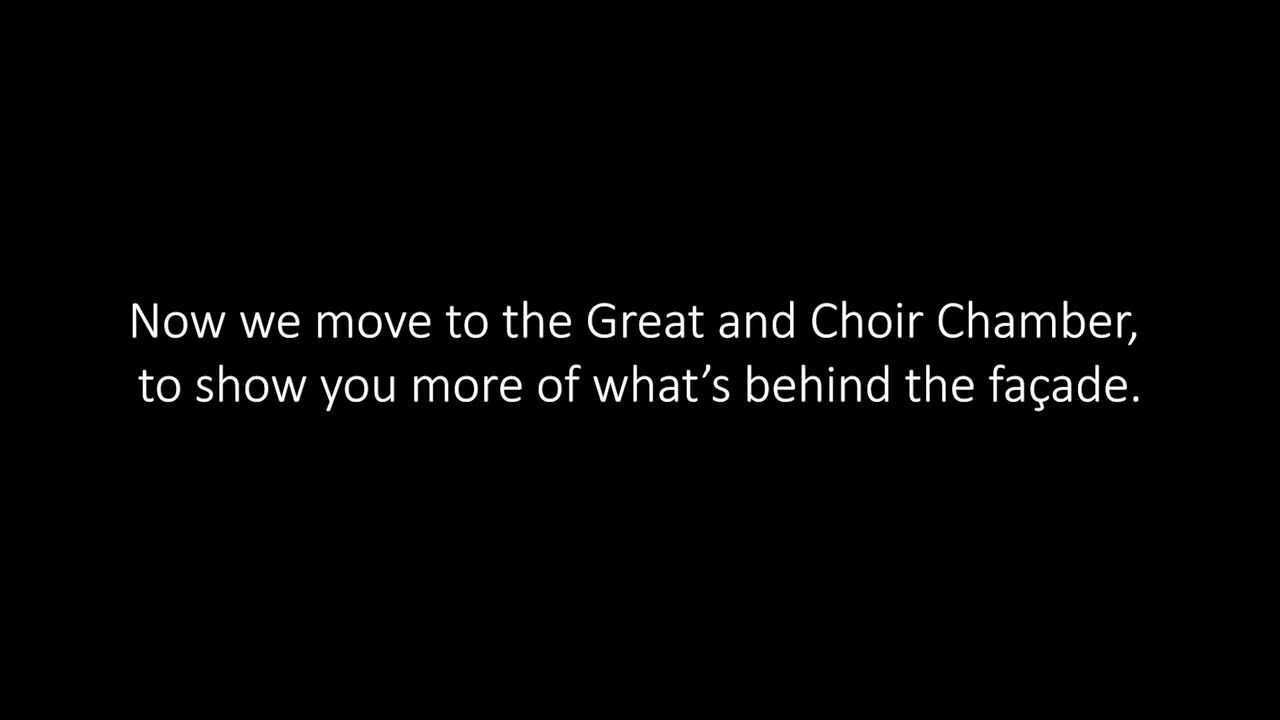 Now we move to the Great and Choir Chamber,
to show you more of what’s behind the façade.